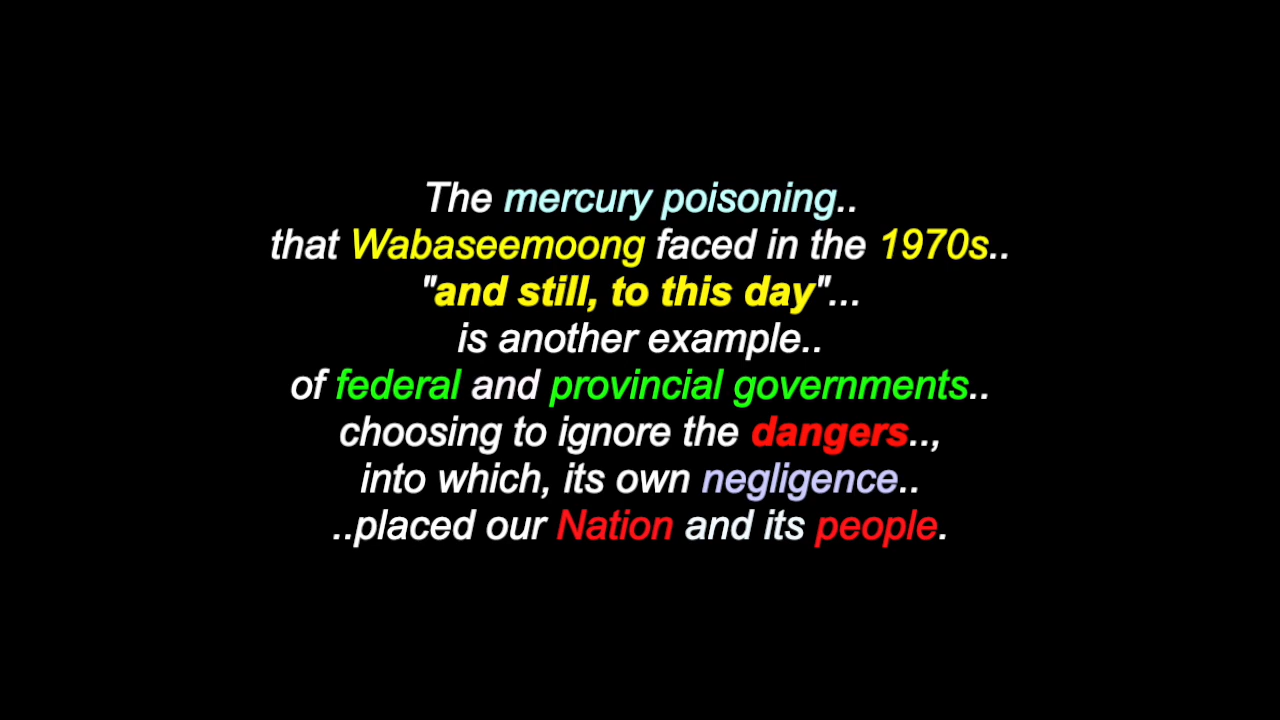 The mercury poisoning..
that Wabaseemoong faced in the 1970s..
"and still, to this day"...
is another example..
of federal and provincial governments..
choosing to ignore the dangers..,
into which, its own negligence..
..placed our Nation and its people.